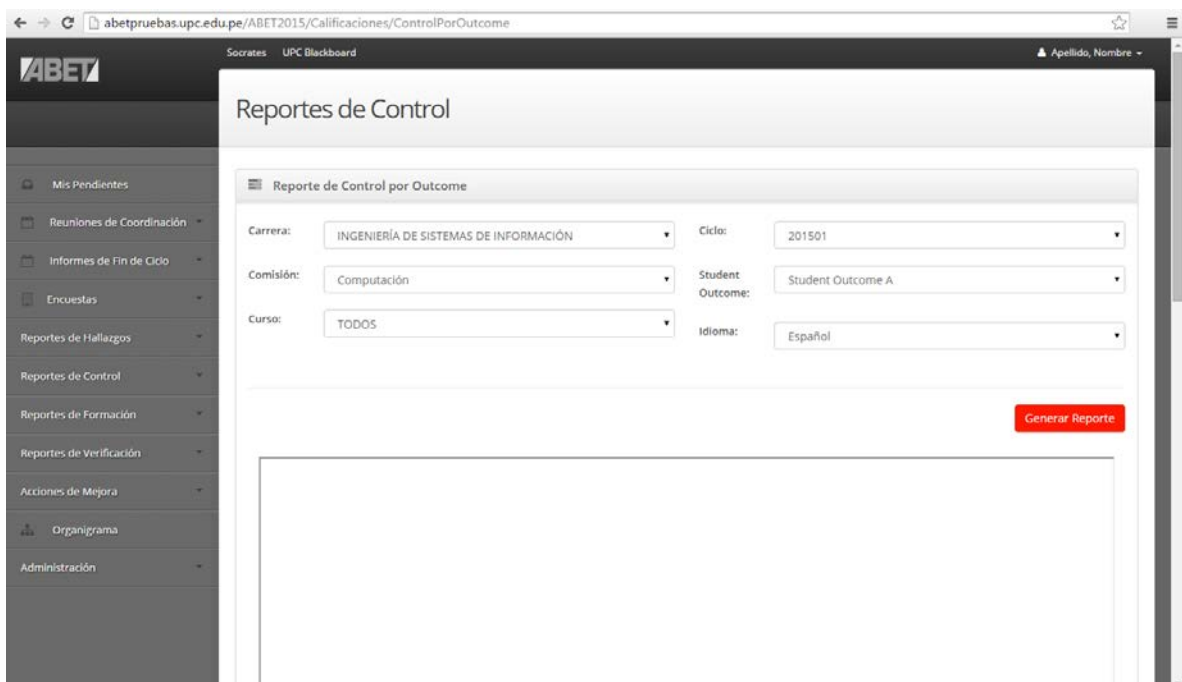 abetpruebas.upc.edu.pe/ABET2015/Calificaciones/ControlPorOutcome
ABET
Socrates UPC Blackboard
Apellido, Nombre
Reportes de Control
Mis Pendientes
Reuniones de Coordinación
Informes de Fin de Ciclo
Encuestas
Reportes de Hallazgos
Reportes de Control
Reportes de Formación
Reportes de Verificación
Acciones de Mejora
Organigrama
Administración
Reporte de Control por Outcome
Carrera: INGENIERÍA DE SISTEMAS DE INFORMACIÓN
Ciclo: 201501
Comisión: Computación
Student
Outcome: Student Outcome A
Curso: TODOS
Idioma: Español
Generar Reporte